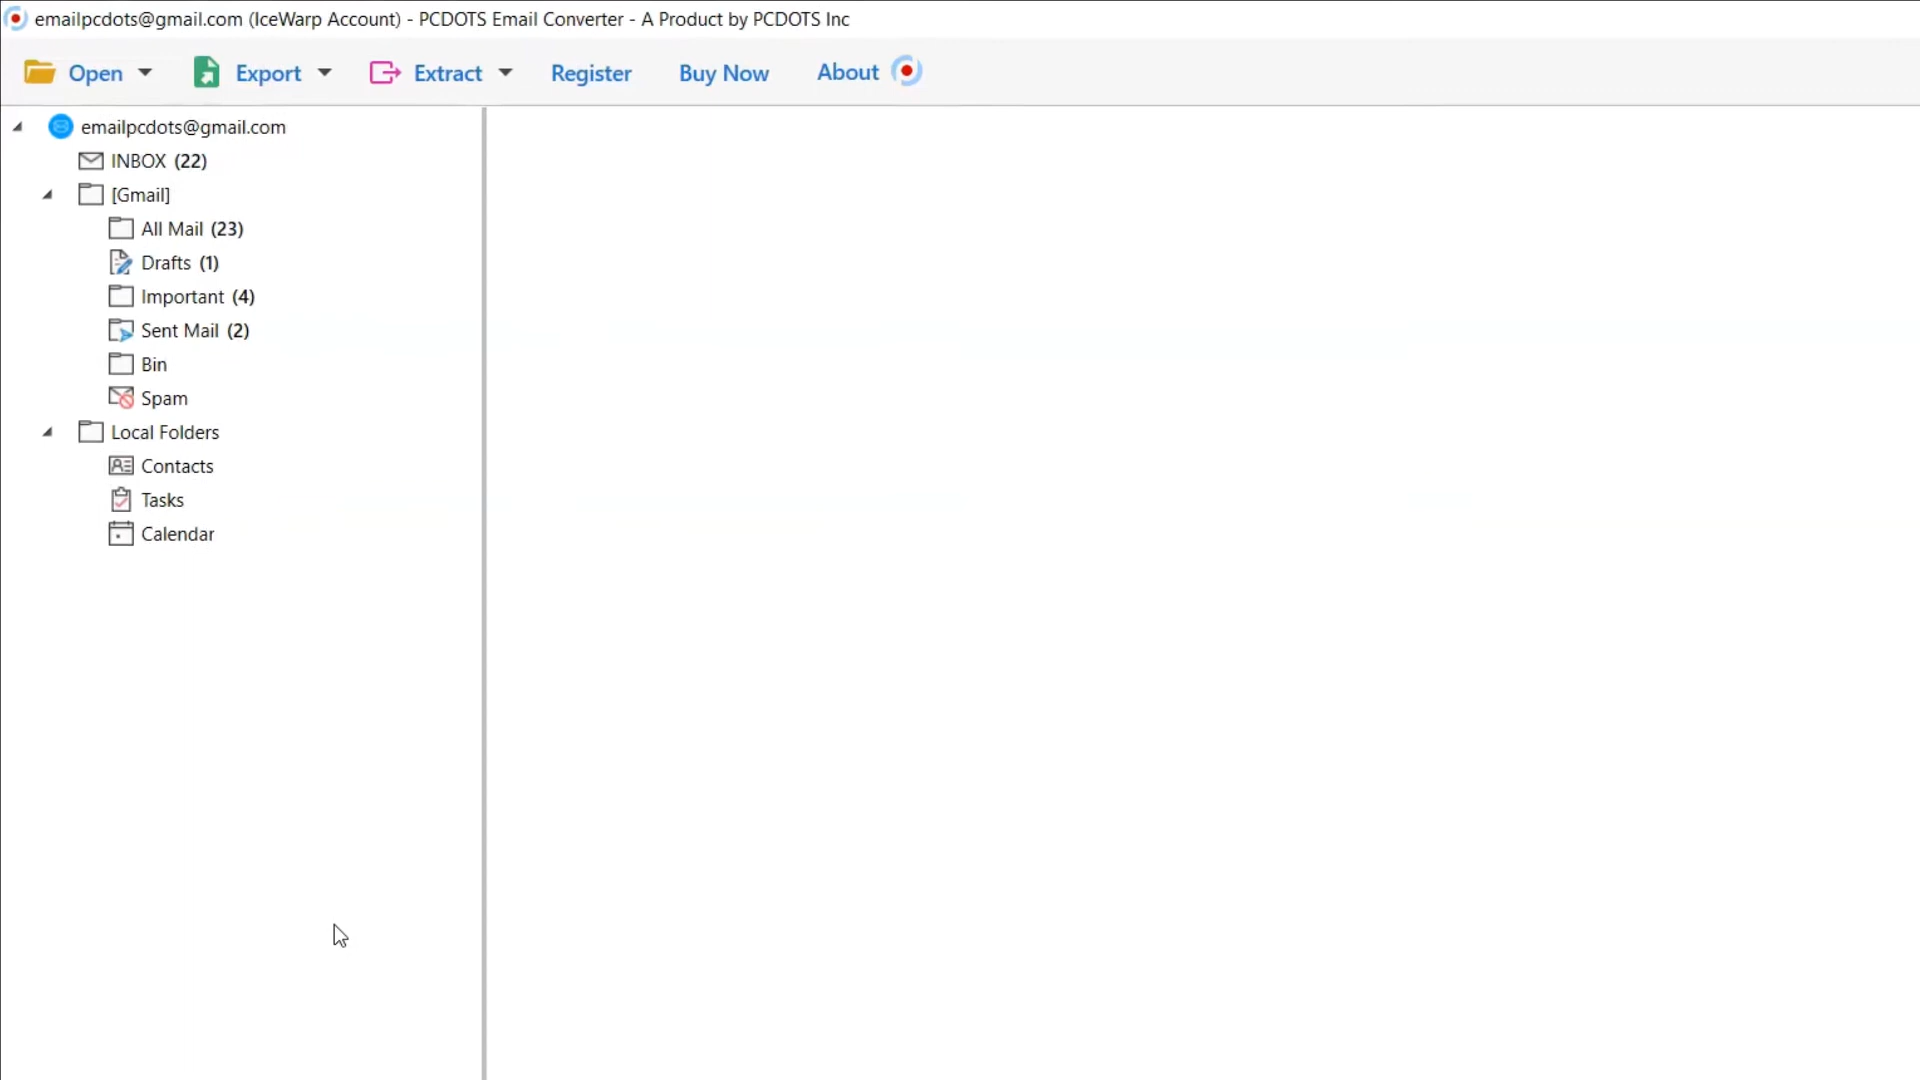 emailpcdots@gmail.com (IceWarp Account) - PCDOTS Email Converter - A Product by PCDOTS Inc
Open Export Extract Register Buy Now About
emailpcdots@gmail.com
INBOX (22)
[Gmail]
All Mail (23)
Drafts (1)
Important (4)
Sent Mail (2)
Bin
Spam
Local Folders
Contacts
Tasks
Calendar